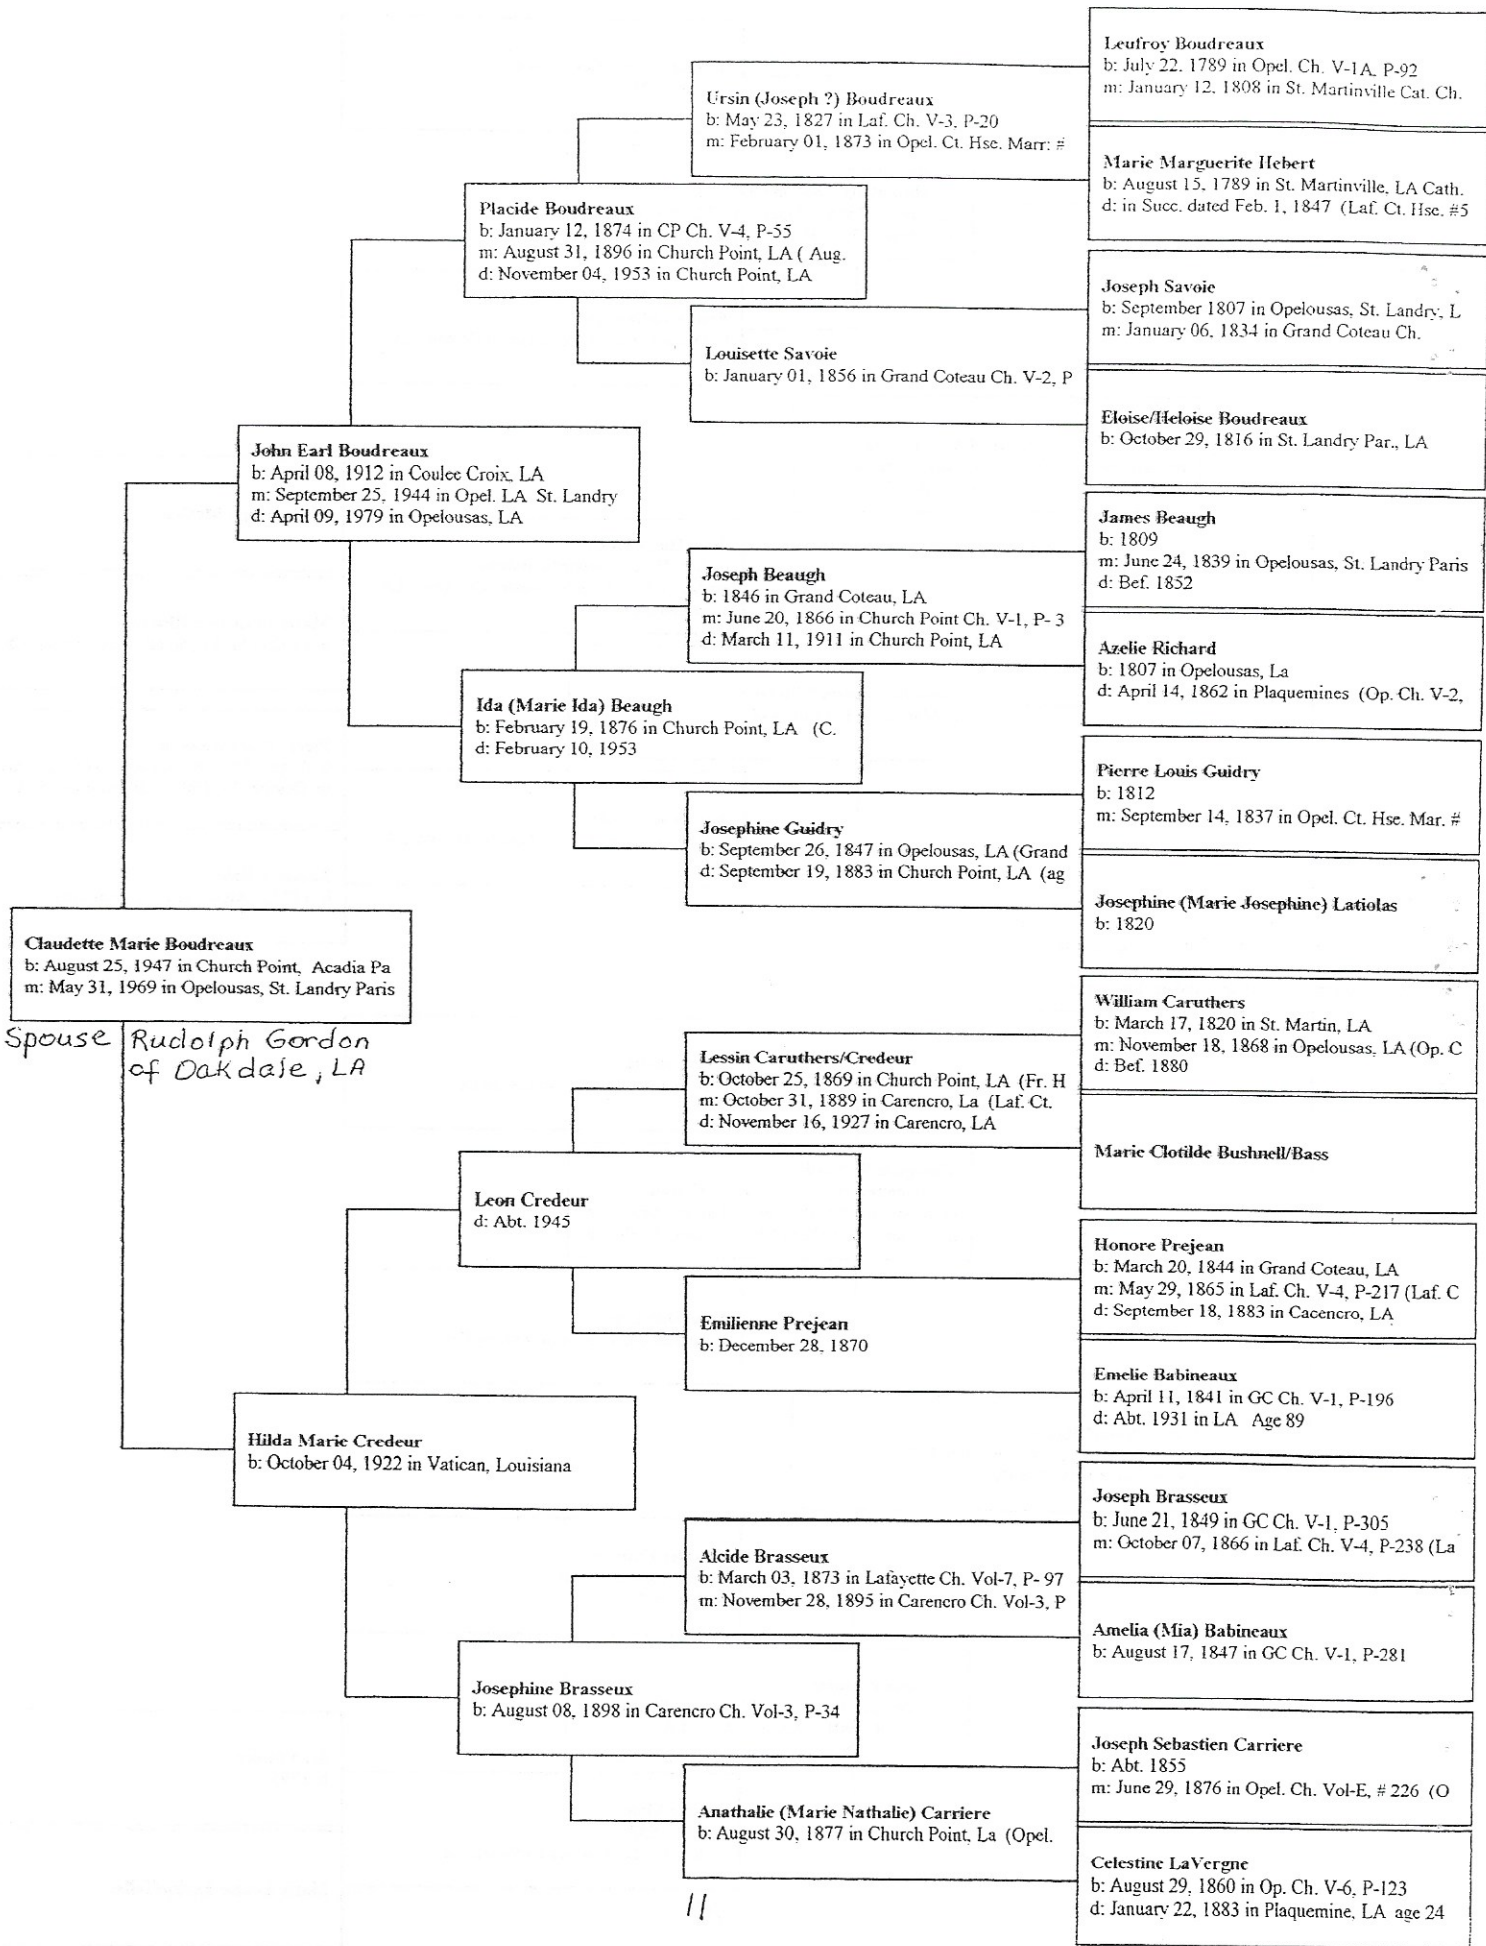 Leufroy Boudreaux
b: July 22, 1789 in Opel. Ch. V-1A, P-92
m: January 12, 1808 in St. Martinville Cat. Ch.
Ursin (Joseph ?) Boudreaux
b: May 23, 1827 in Laf. Ch. V-3, P-20
m: February 01, 1873 in Opel. Ct. Hse. Marr: #
Marie Marguerite Hebert
b: August 15, 1789 in St. Martinville, LA Cath.
d: in Succ. dated Feb. 1, 1847 (Laf. Ct. Hse. #5
Placide Boudreaux
b: January 12, 1874 in CP Ch. V-4, P-55
m: August 31, 1896 in Church Point, LA ( Aug.
d: November 04, 1953 in Church Point, LA
Joseph Savoie
b: September 1807 in Opelousas, St. Landry, L
m: January 06, 1834 in Grand Coteau Ch.
Louisette Savoie
b: January 01, 1856 in Grand Coteau Ch. V-2, P
Eloise/Heloise Boudreaux
b: October 29, 1816 in St. Landry Par., LA
John Earl Boudreaux
b: April 08, 1912 in Coulee Croix, LA
m: September 25, 1944 in Opel. LA St. Landry
d: April 09, 1979 in Opelousas, LA
James Beaugh
b: 1809
m: June 24, 1839 in Opelousas, St. Landry Paris
d: Bef. 1852
Joseph Beaugh
b: 1846 in Grand Coteau, LA
m: June 20, 1866 in Church Point Ch. V-1, P- 3
d: March 11, 1911 in Church Point, LA
Azelie Richard
b: 1807 in Opelousas, La
d: April 14, 1862 in Plaquemines (Op. Ch. V-2,
Ida (Marie Ida) Beaugh
b: February 19, 1876 in Church Point, LA (C.
d: February 10, 1953
Pierre Louis Guidry
b: 1812
m: September 14, 1837 in Opel. Ct. Hse. Mar. #
Josephine Guidry
b: September 26, 1847 in Opelousas, LA (Grand
d: September 19, 1883 in Church Point, LA (ag
Josephine (Marie Josephine) Latiolas
b: 1820
Claudette Marie Boudreaux
b: August 25, 1947 in Church Point, Acadia Pa
m: May 31, 1969 in Opelousas, St. Landry Paris
Spouse Rudolph Gordon
of Oakdale, LA
William Caruthers
b: March 17, 1820 in St. Martin, LA
m: November 18, 1868 in Opelousas, LA (Op. C
d: Bef. 1880
Lessin Caruthers/Credeur
b: October 25, 1869 in Church Point, LA (Fr. H
m: October 31, 1889 in Carencro, La (Laf. Ct.
d: November 16, 1927 in Carencro, LA
Marie Clotilde Bushnell/Bass
Leon Credeur
d: Abt. 1945
Honore Prejean
b: March 20, 1844 in Grand Coteau, LA
m: May 29, 1865 in Laf. Ch. V-4, P-217 (Laf. C
d: September 18, 1883 in Cacencro, LA
Emilienne Prejean
b: December 28, 1870
Emelie Babineaux
b: April 11, 1841 in GC Ch. V-1, P-196
d: Abt. 1931 in LA Age 89
Hilda Marie Credeur
b: October 04, 1922 in Vatican, Louisiana
Joseph Brasseux
b: June 21, 1849 in GC Ch. V-1, P-305
m: October 07, 1866 in Laf. Ch. V-4, P-238 (La
Alcide Brasseux
b: March 03, 1873 in Lafayette Ch. Vol-7, P- 97
m: November 28, 1895 in Carencro Ch. Vol-3, P
Amelia (Mia) Babineaux
b: August 17, 1847 in GC Ch. V-1, P-281
Josephine Brasseux
b: August 08, 1898 in Carencro Ch. Vol-3, P-34
Joseph Sebastien Carriere
b: Abt. 1855
m: June 29, 1876 in Opel. Ch. Vol-E, # 226 (O
Anathalie (Marie Nathalie) Carriere
b: August 30, 1877 in Church Point, La (Opel.
Celestine LaVergne
b: August 29, 1860 in Op. Ch. V-6, P-123
d: January 22, 1883 in Plaquemine, LA age 24
11